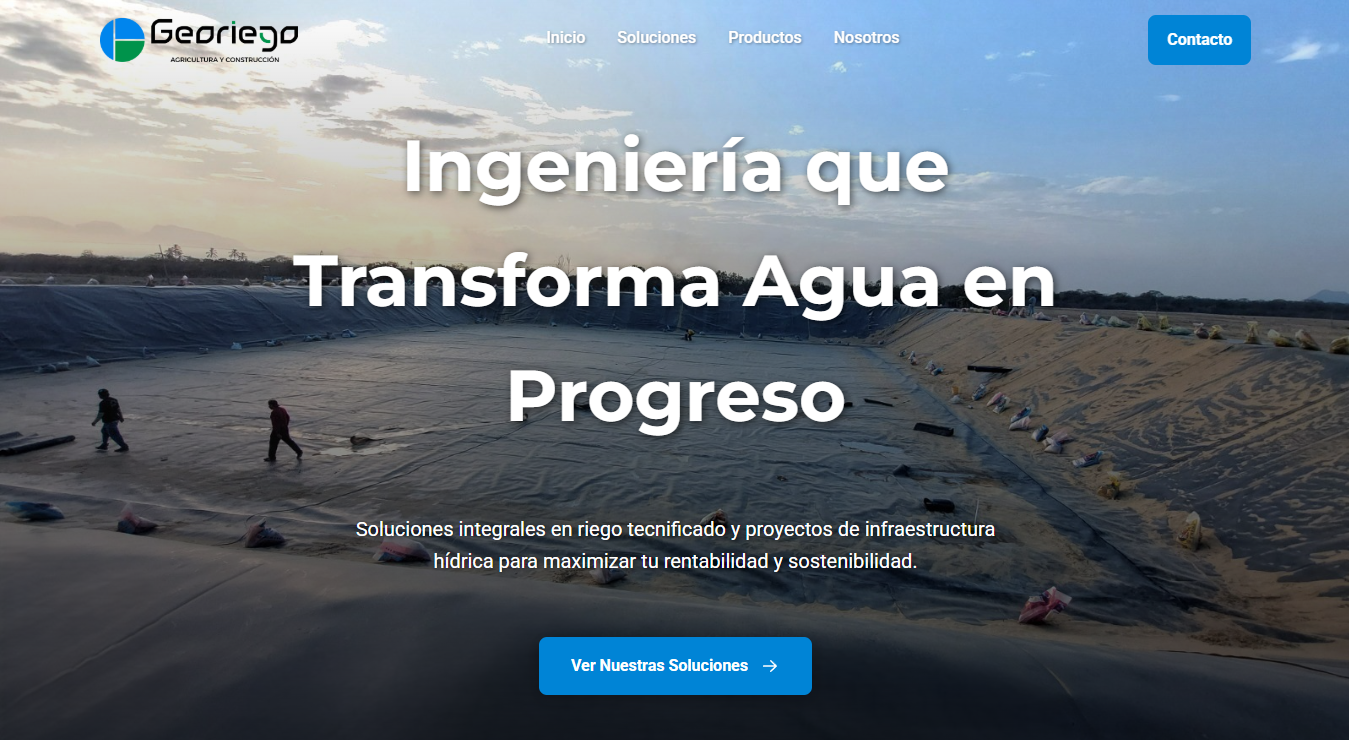 Georiego
AGRICULTURA Y CONSTRUCCIÓN
Inicio
Soluciones
Productos
Nosotros
Contacto
Ingeniería que
Transforma Agua en
Progreso
Soluciones integrales en riego tecnificado y proyectos de infraestructura
hídrica para maximizar tu rentabilidad y sostenibilidad.
Ver Nuestras Soluciones →